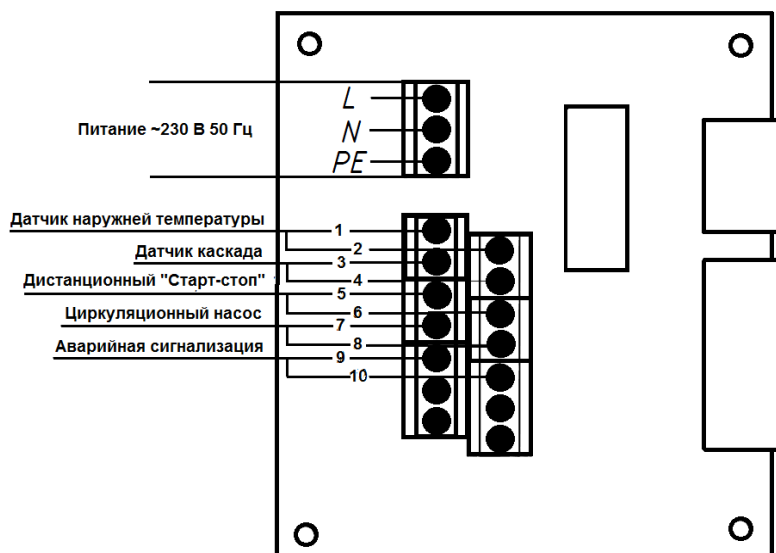 L
Питание ~230 В 50 Гц
N
PE
Датчик наружней температуры
1
2
Датчик каскада
3
4
Дистанционный "Старт-стоп"
5
6
Циркуляционный насос
7
8
Аварийная сигнализация
9
10